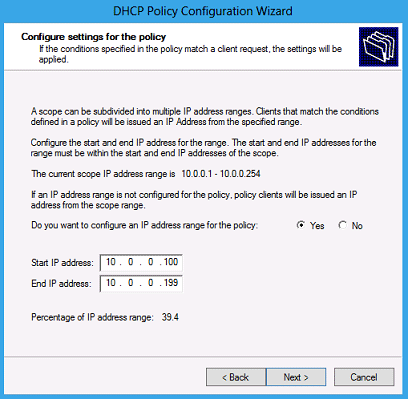 DHCP Policy Configuration Wizard
Configure settings for the policy
If the conditions specified in the policy match a client request, the settings will be
applied.
A scope can be subdivided into multiple IP address ranges. Clients that match the conditions
defined in a policy will be issued an IP Address from the specified range.
Configure the start and end IP address for the range. The start and end IP addresses for the
range must be within the start and end IP addresses of the scope.
The current scope IP address range is 10.0.0.1 - 10.0.0.254
If an IP address range is not configured for the policy, policy clients will be issued an IP
address from the scope range.
Do you want to configure an IP address range for the policy: Yes No
Start IP address: 10 . 0 . 0 .100
End IP address: 10 . 0 . 0 .199
Percentage of IP address range: 39.4
< Back Next > Cancel